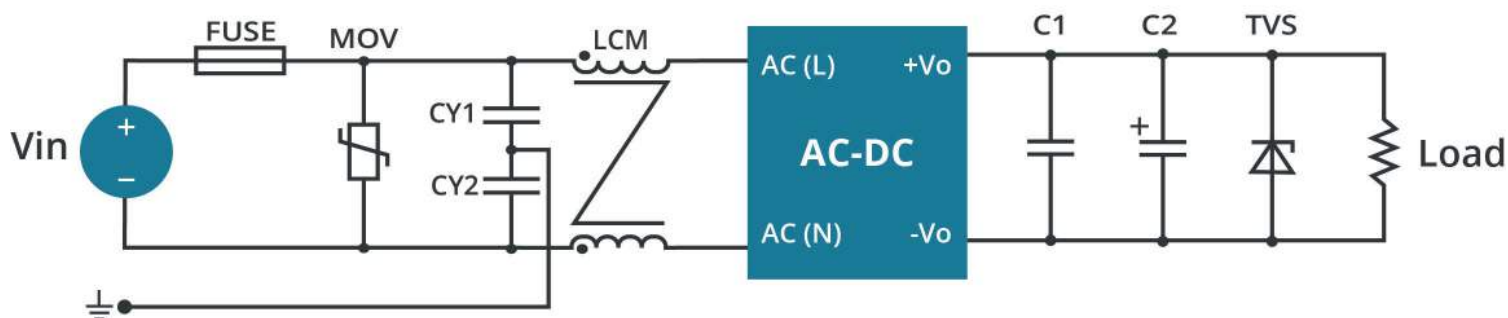 FUSE
MOV
LCM
C1
C2
TVS
AC (L)
+Vo
CY1
+
Vin
AC-DC
+
Load
−
CY2
AC (N)
-Vo